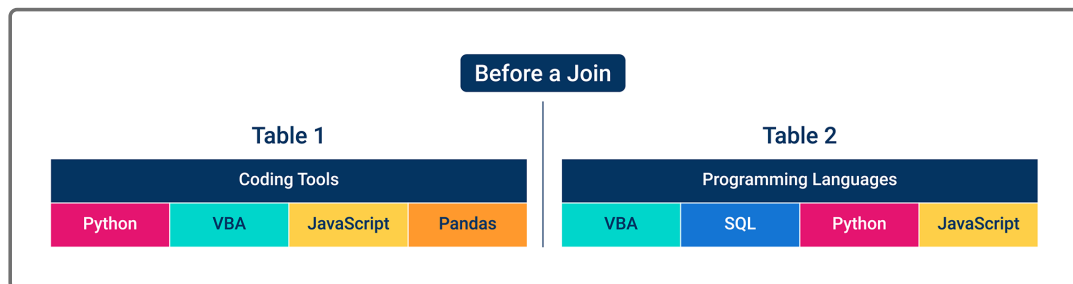 Before a Join
Table 1
Coding Tools
Python VBA JavaScript Pandas
Table 2
Programming Languages
VBA SQL Python JavaScript